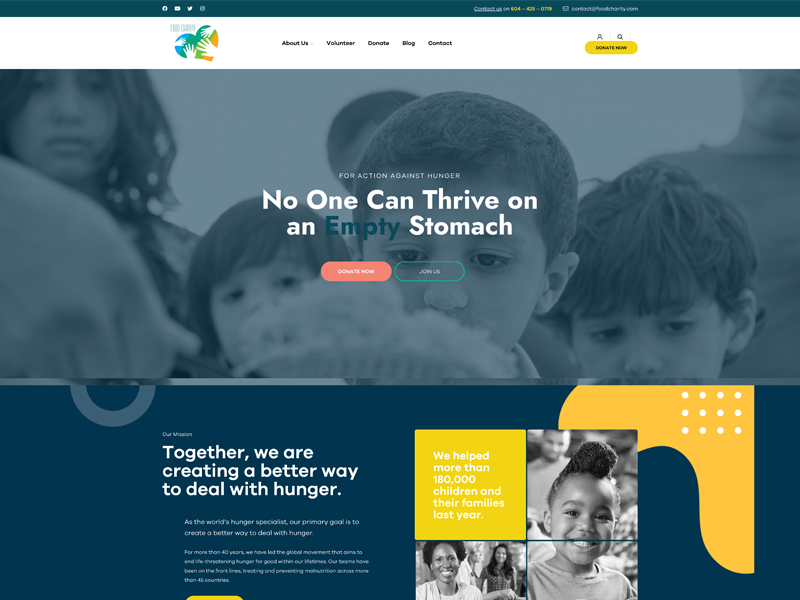 Contact us on 604 – 425 – 0719
contact@foodcharity.com
FOOD CHARITY
About Us
Volunteer
Donate
Blog
Contact
DONATE NOW
FOR ACTION AGAINST HUNGER
No One Can Thrive on
an Empty Stomach
DONATE NOW
JOIN US
Our Mission
Together, we are
creating a better way
to deal with hunger.
As the world's hunger specialist, our primary goal is to
create a better way to deal with hunger.
For more than 40 years, we have led the global movement that aims to
end life-threatening hunger for good within our lifetimes. Our teams have
been on the front lines, treating and preventing malnutrition across more
than 45 countries.
We helped
more than
180,000
children and
their families
last year.